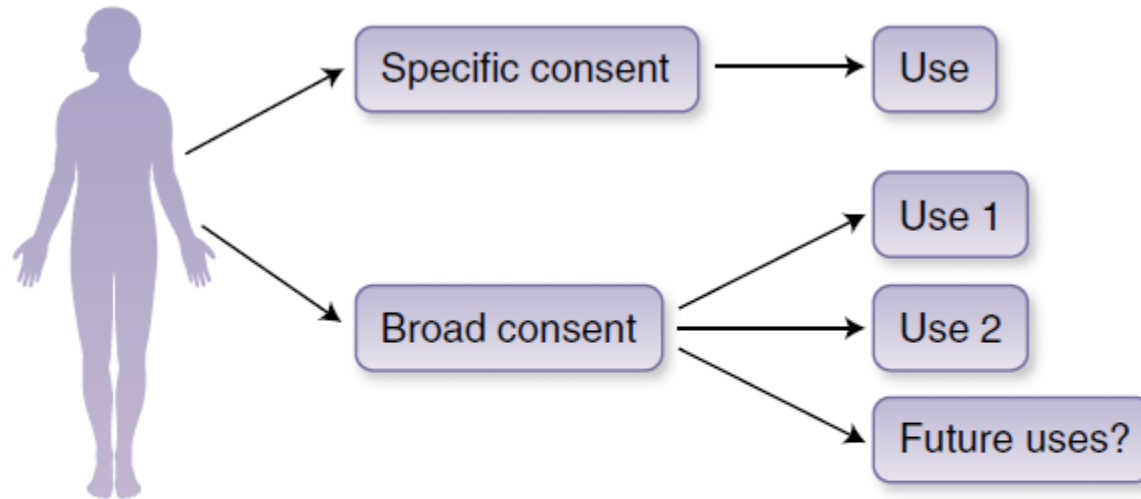 Specific consent
Use
Use 1
Broad consent
Use 2
Future uses?